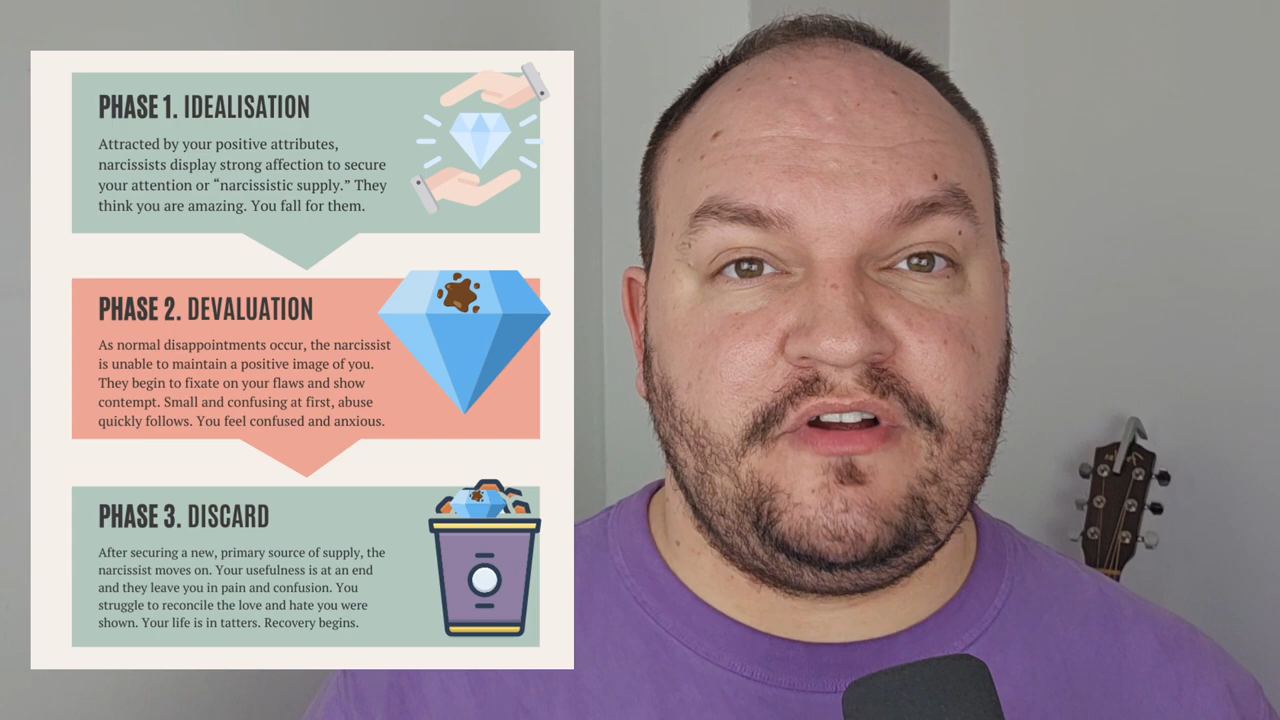 PHASE 1. IDEALISATION
Attracted by your positive attributes,
narcissists display strong affection to secure
your attention or “narcissistic supply.” They
think you are amazing. You fall for them.
PHASE 2. DEVALUATION
As normal disappointments occur, the narcissist
is unable to maintain a positive image of you.
They begin to fixate on your flaws and show
contempt. Small and confusing at first, abuse
quickly follows. You feel confused and anxious.
PHASE 3. DISCARD
After securing a new, primary source of supply, the
narcissist moves on. Your usefulness is at an end
and they leave you in pain and confusion. You
struggle to reconcile the love and hate you were
shown. Your life is in tatters. Recovery begins.